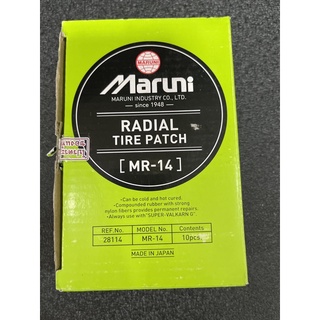 MARUNI
Maruni
MARUNI INDUSTRY CO., LTD.
since 1948
RADIAL
TIRE PATCH
[MR-14]
• Can be cold and hot cured.
• Compounded rubber with strong
nylon fibers provides permanent repairs.
• Always use with "SUPER-VALKARN G".
REF.No. MODEL No. Contents
28114 MR-14 10pcs.
MADE IN JAPAN